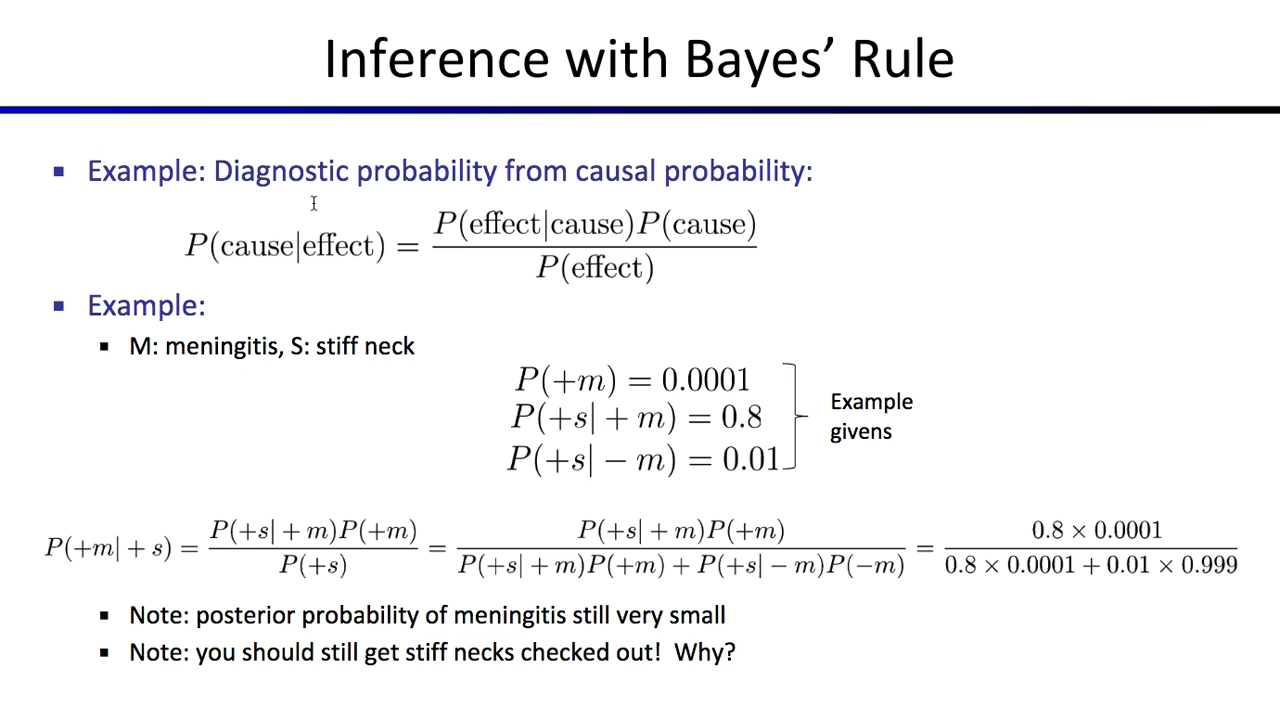 Inference with Bayes’ Rule
▪ Example: Diagnostic probability from causal probability:
P(cause|effect) = P(effect|cause)P(cause) / P(effect)
▪ Example:
▪ M: meningitis, S: stiff neck
P(+m) = 0.0001
P(+s| + m) = 0.8
P(+s| − m) = 0.01
Example
givens
P(+m| + s) = P(+s| + m)P(+m) / P(+s) = P(+s| + m)P(+m) / P(+s| + m)P(+m) + P(+s| − m)P(−m) = 0.8 × 0.0001 / 0.8 × 0.0001 + 0.01 × 0.999
▪ Note: posterior probability of meningitis still very small
▪ Note: you should still get stiff necks checked out! Why?